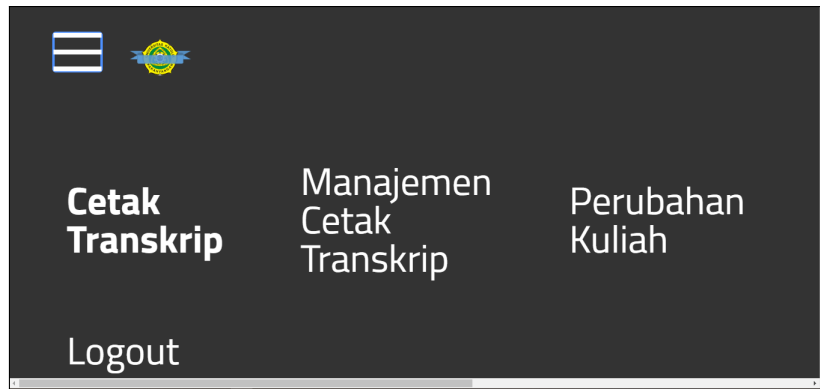 Cetak
Transkrip
Manajemen
Cetak
Transkrip
Perubahan
Kuliah
Logout